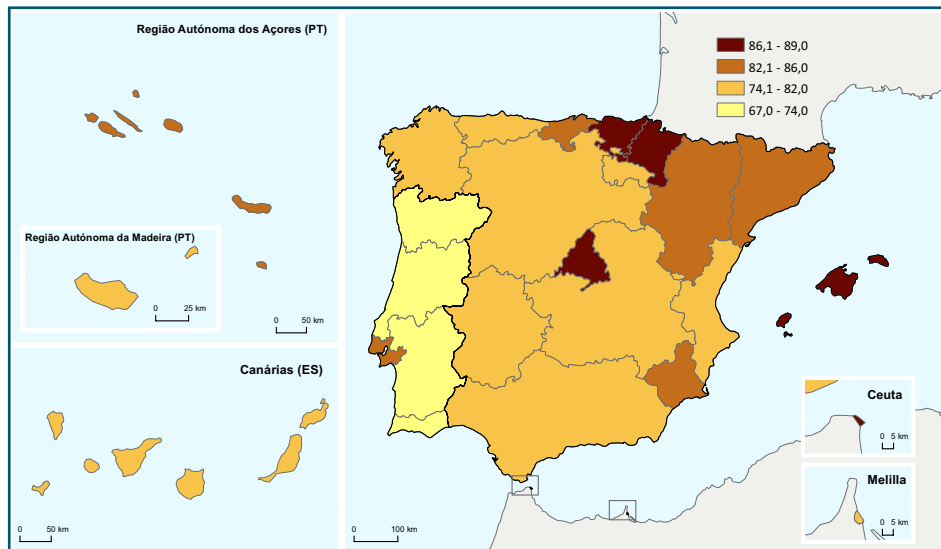 Região Autónoma dos Açores (PT)
Região Autónoma da Madeira (PT)
0 25 km
0 50 km
Canárias (ES)
0 50 km
86,1 - 89,0
82,1 - 86,0
74,1 - 82,0
67,0 - 74,0
0 100 km
Ceuta
0 5 km
Melilla
0 5 km